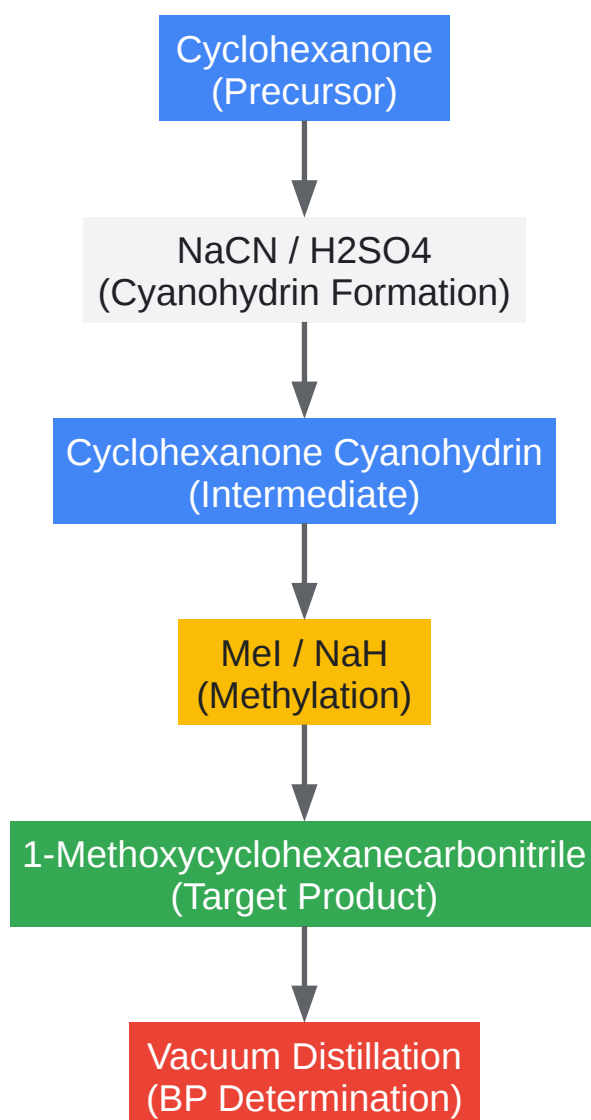 Cyclohexanone
(Precursor)
NaCN / H2SO4
(Cyanohydrin Formation)
Cyclohexanone Cyanohydrin
(Intermediate)
MeI / NaH
(Methylation)
1-Methoxycyclohexanecarbonitrile
(Target Product)
Vacuum Distillation
(BP Determination)